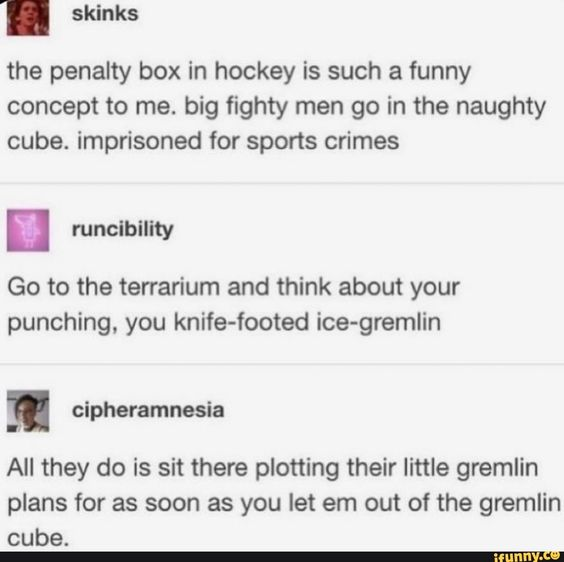 skinks
the penalty box in hockey is such a funny
concept to me. big fighty men go in the naughty
cube. imprisoned for sports crimes
runcibility
Go to the terrarium and think about your
punching, you knife-footed ice-gremlin
cipheramnesia
All they do is sit there plotting their little gremlin
plans for as soon as you let em out of the gremlin
cube.
ifunny.co